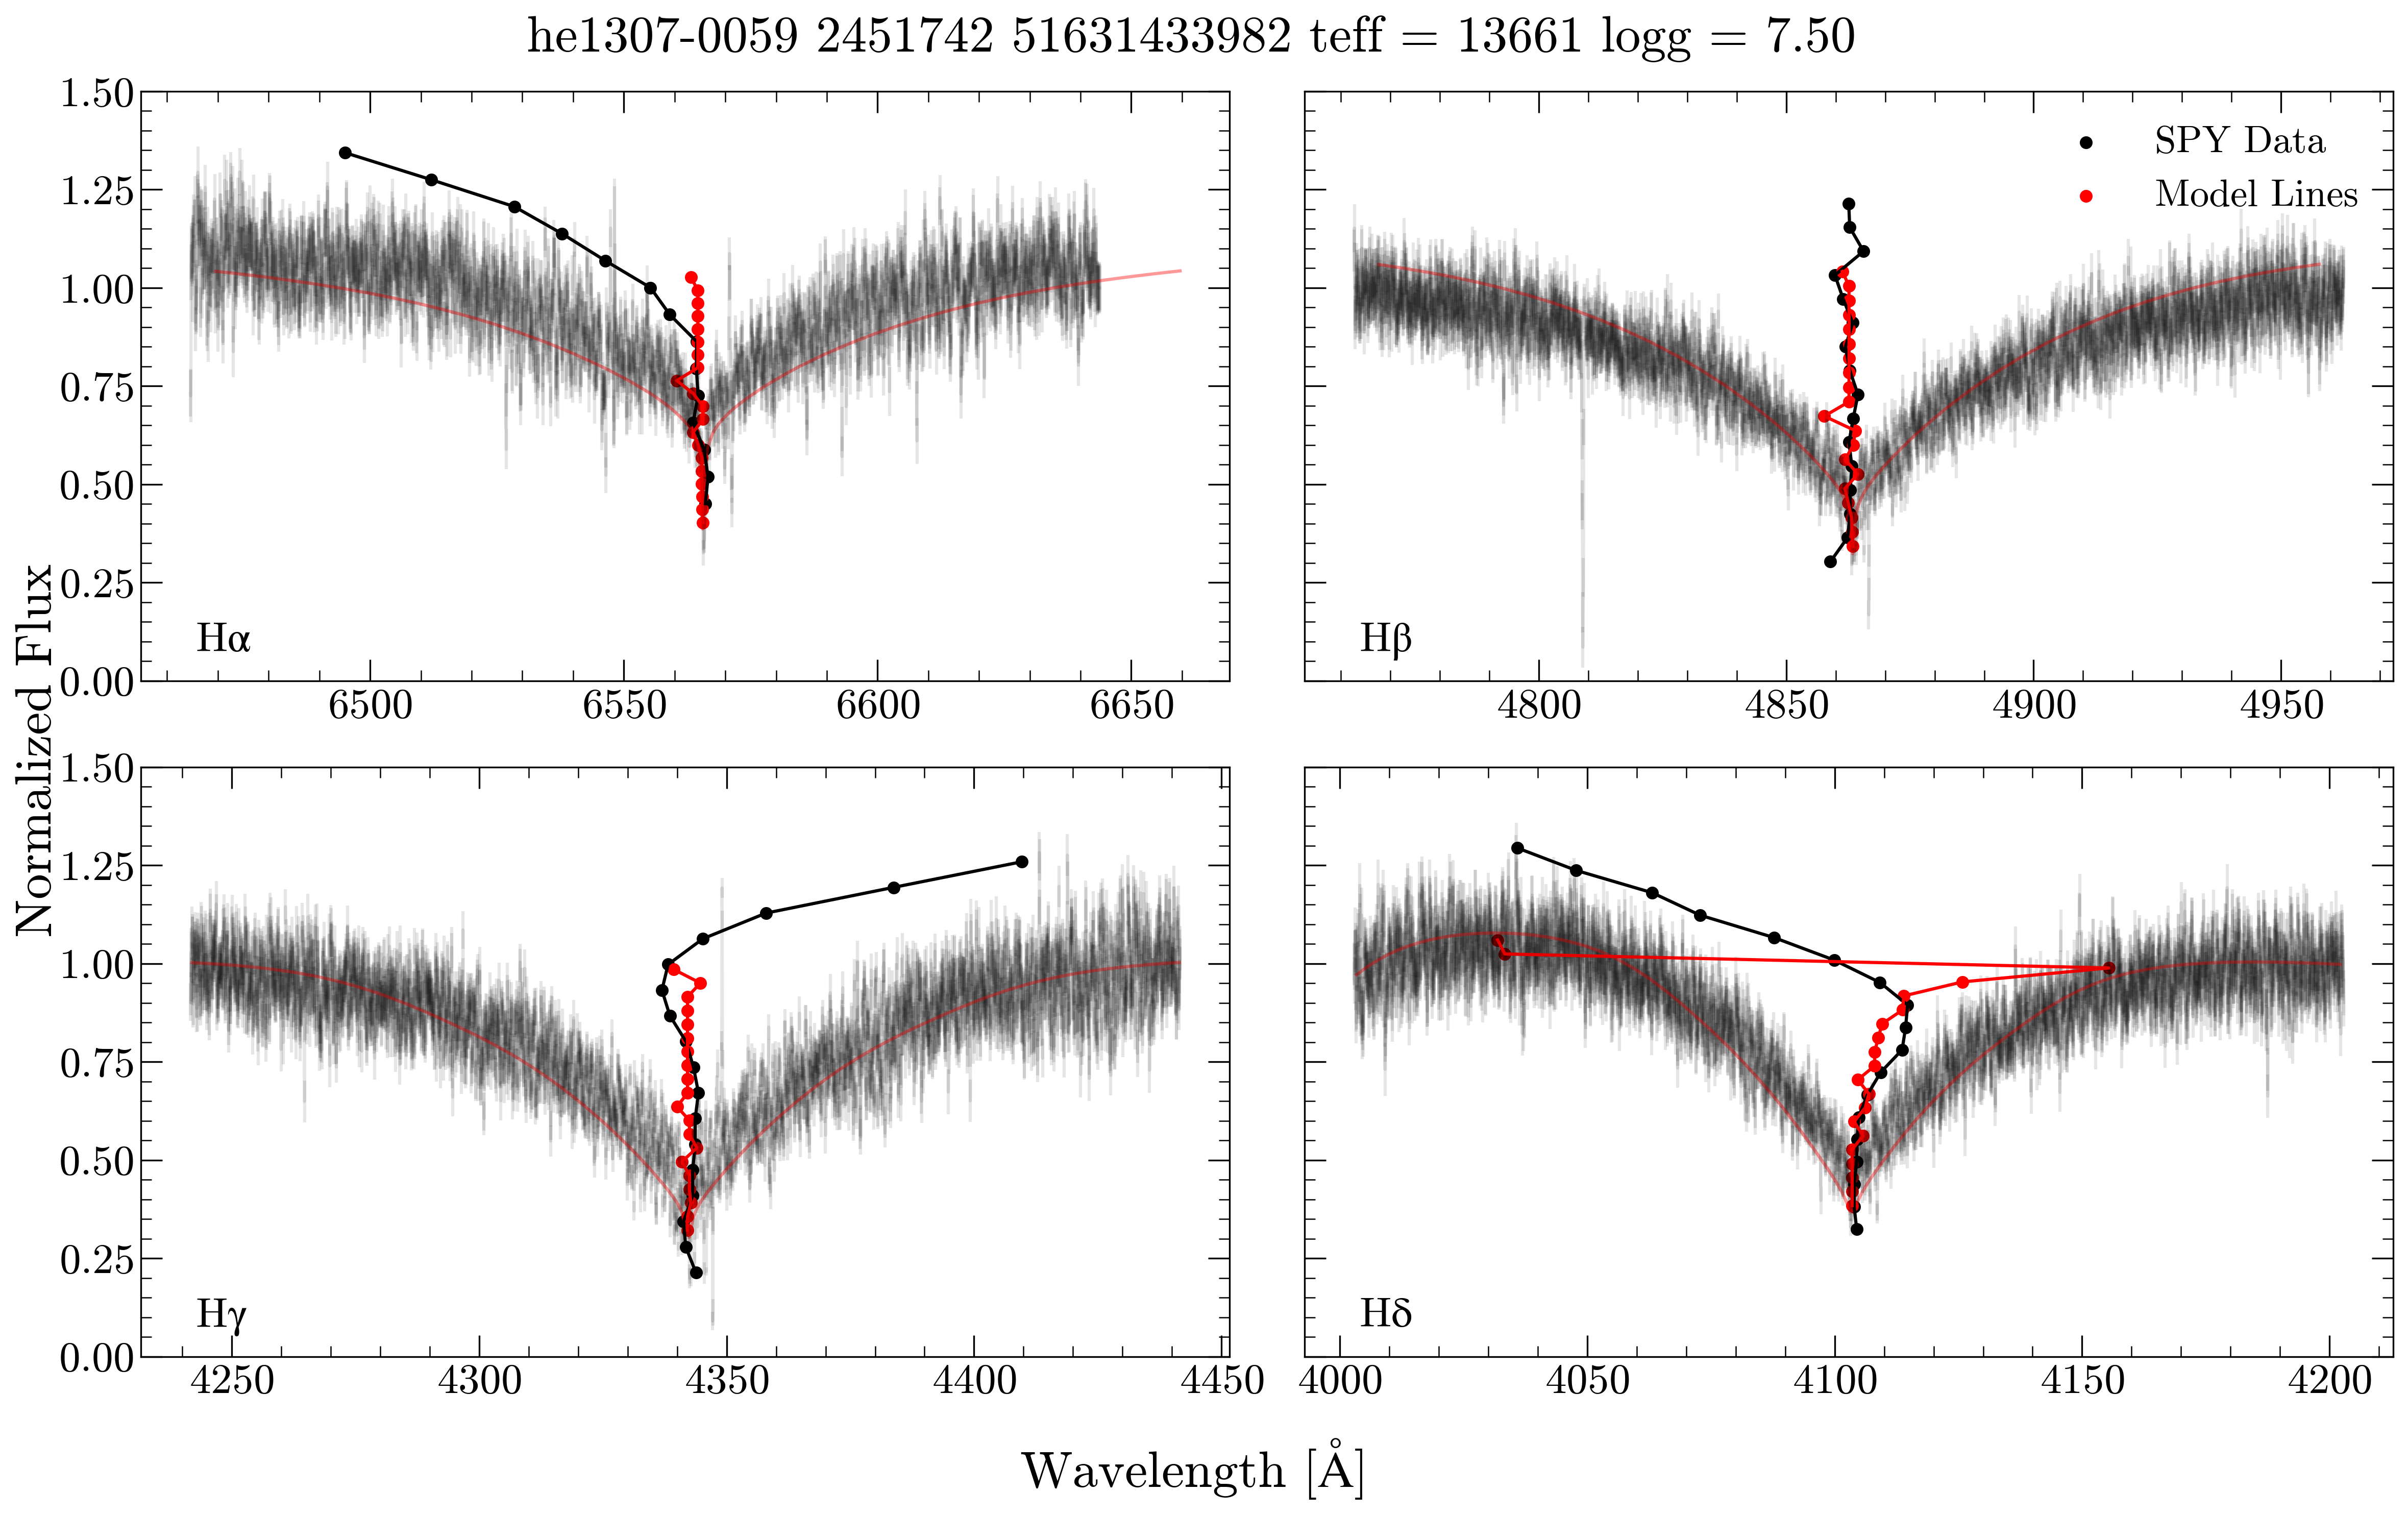 he1307-0059 2451742 51631433982 teff = 13661 logg = 7.50
Normalized Flux
1.50
1.25
1.00
0.75
0.50
0.25
0.00
Hα
6500 6550 6600 6650
SPY Data
Model Lines
Hβ
4800 4850 4900 4950
1.50
1.25
1.00
0.75
0.50
0.25
0.00
Hγ
4250 4300 4350 4400 4450
Hδ
4000 4050 4100 4150 4200
Wavelength [Å]